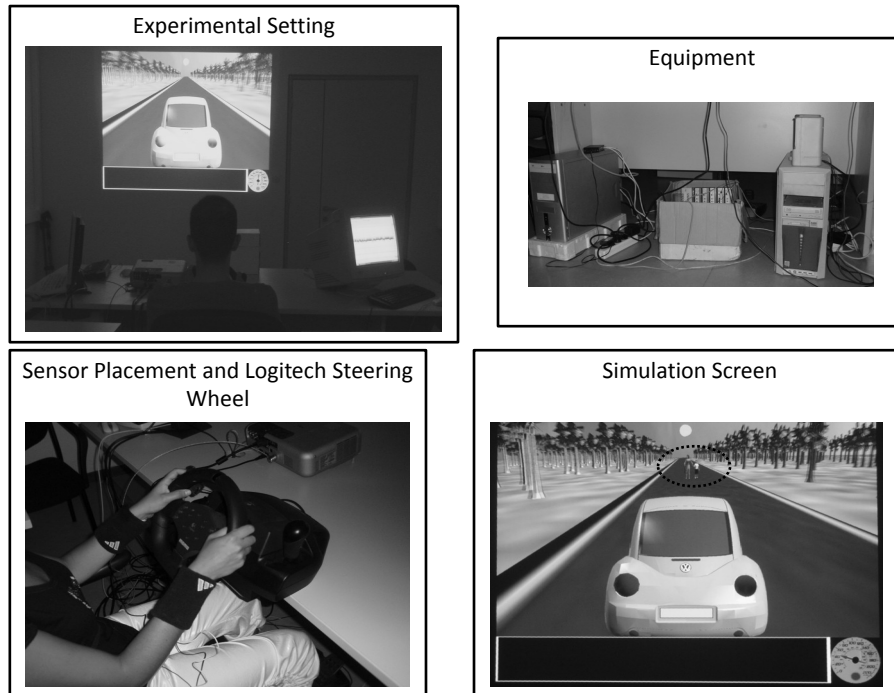 Experimental Setting
Equipment
Sensor Placement and Logitech Steering
Wheel
Simulation Screen